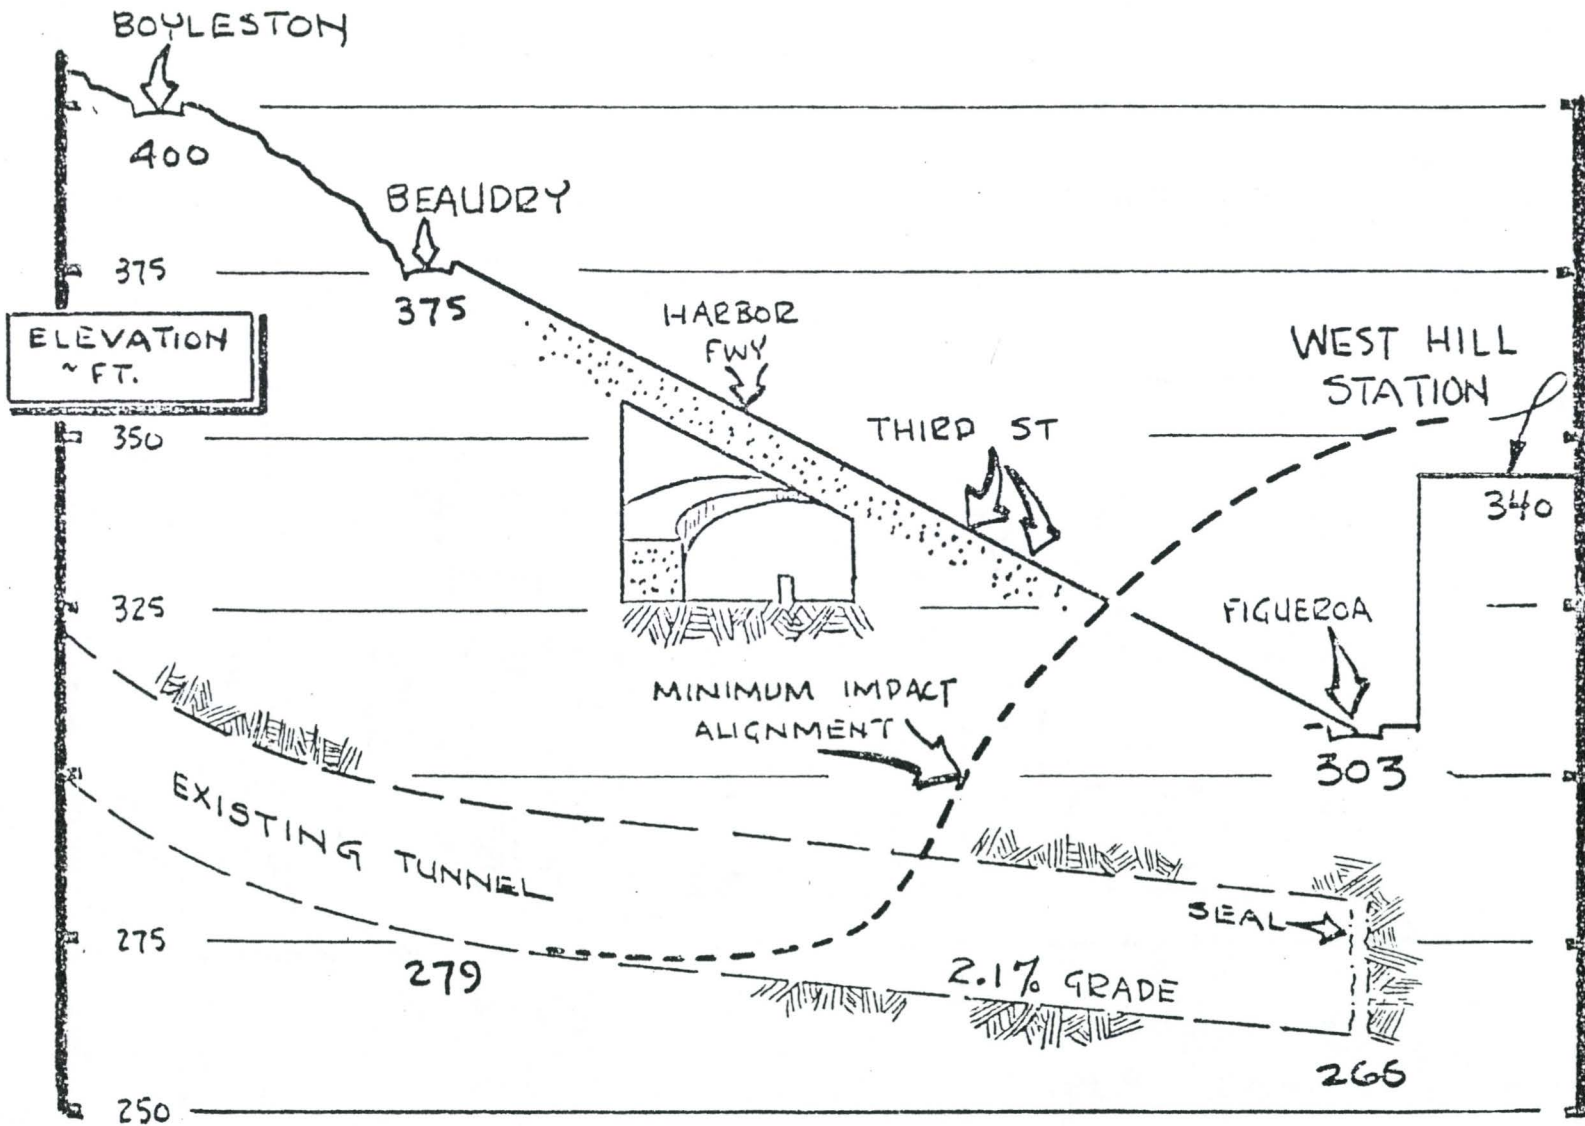 BOYLESTON
400
BEAUDRY
375
375
HARBOR
FWY
ELEVATION
~ FT.
WEST HILL
STATION
350
THIRD ST
340
325
FIGUEROA
MINIMUM IMPACT
ALIGNMENT
303
EXISTING TUNNEL
SEAL
275
279
2.1% GRADE
266
250